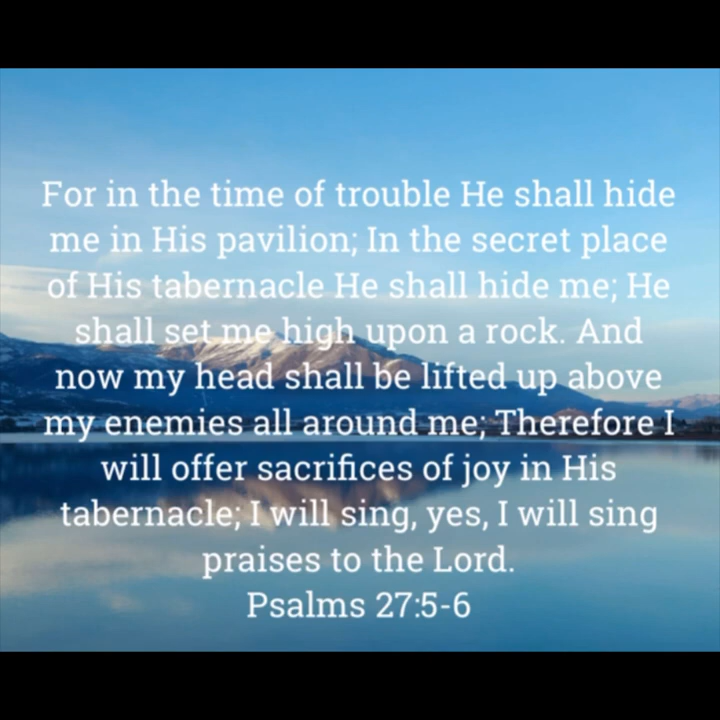 For in the time of trouble He shall hide
me in His pavilion; In the secret place
of His tabernacle He shall hide me; He
shall set me high upon a rock. And
now my head shall be lifted up above
my enemies all around me; Therefore I
will offer sacrifices of joy in His
tabernacle; I will sing, yes, I will sing
praises to the Lord.
Psalms 27:5-6